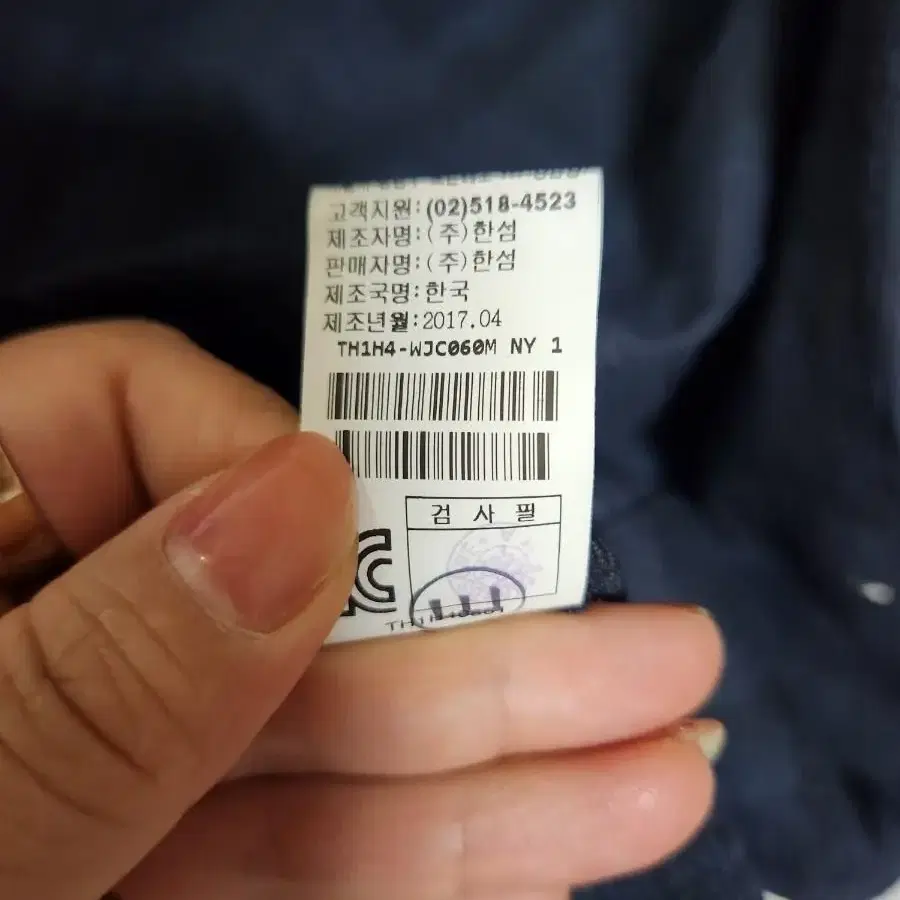 고객지원:(02)518-4523
제조자명:(주)한섬
판매자명:(주)한섬
제조국명:한국
제조년월:2017.04
TH1H4-WJC060M NY 1
검 사 필